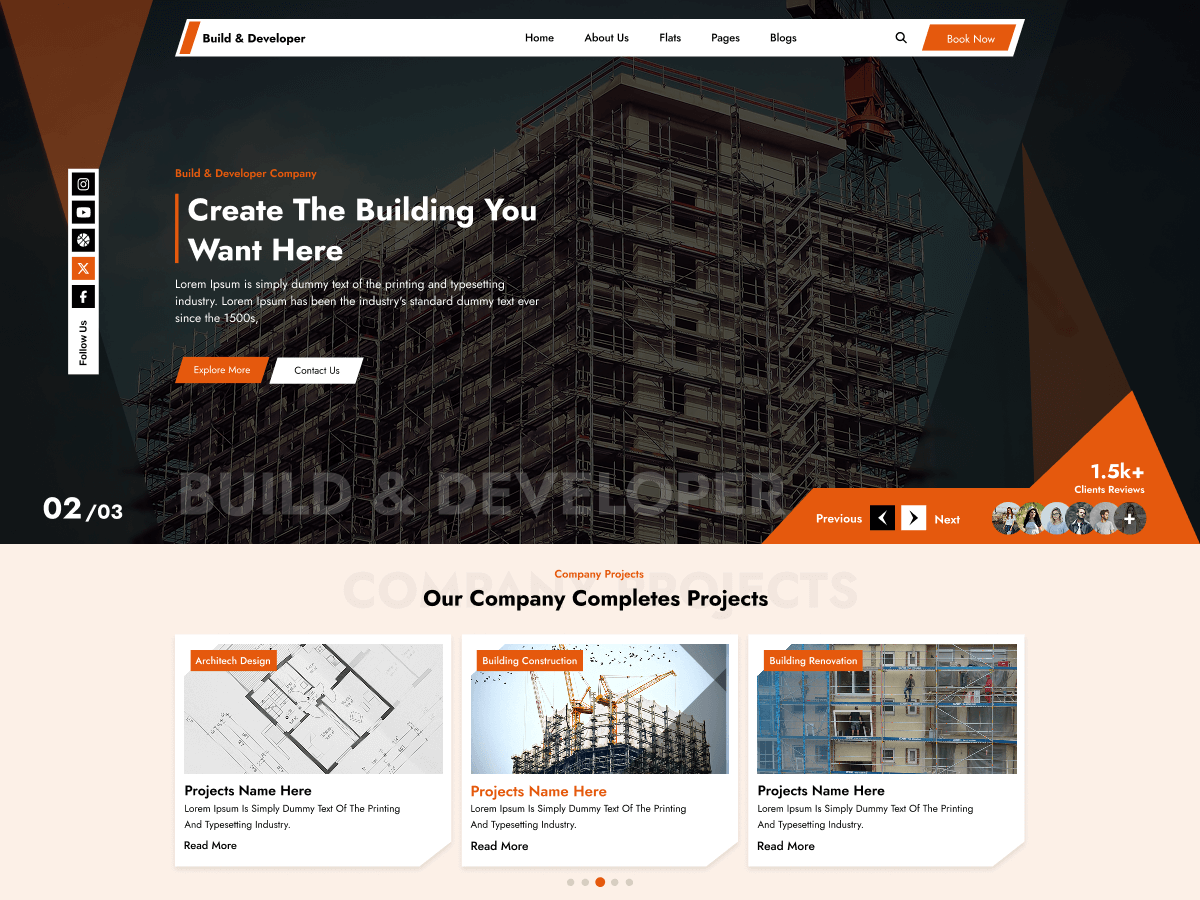 Build & Developer
Home
About Us
Flats
Pages
Blogs
Book Now
Build & Developer Company
Create The Building You
Want Here
Lorem Ipsum is simply dummy text of the printing and typesetting
industry. Lorem Ipsum has been the industry's standard dummy text ever
since the 1500s,
Explore More
Contact Us
Follow Us
BUILD & DEVELOPER
02/03
1.5k+
Clients Reviews
Previous
Next
COMPANY PROJECTS
Company Projects
Our Company Completes Projects
Architech Design
Projects Name Here
Lorem Ipsum Is Simply Dummy Text Of The Printing
And Typesetting Industry.
Read More
Building Construction
Projects Name Here
Lorem Ipsum Is Simply Dummy Text Of The Printing
And Typesetting Industry.
Read More
Building Renovation
Projects Name Here
Lorem Ipsum Is Simply Dummy Text Of The Printing
And Typesetting Industry.
Read More